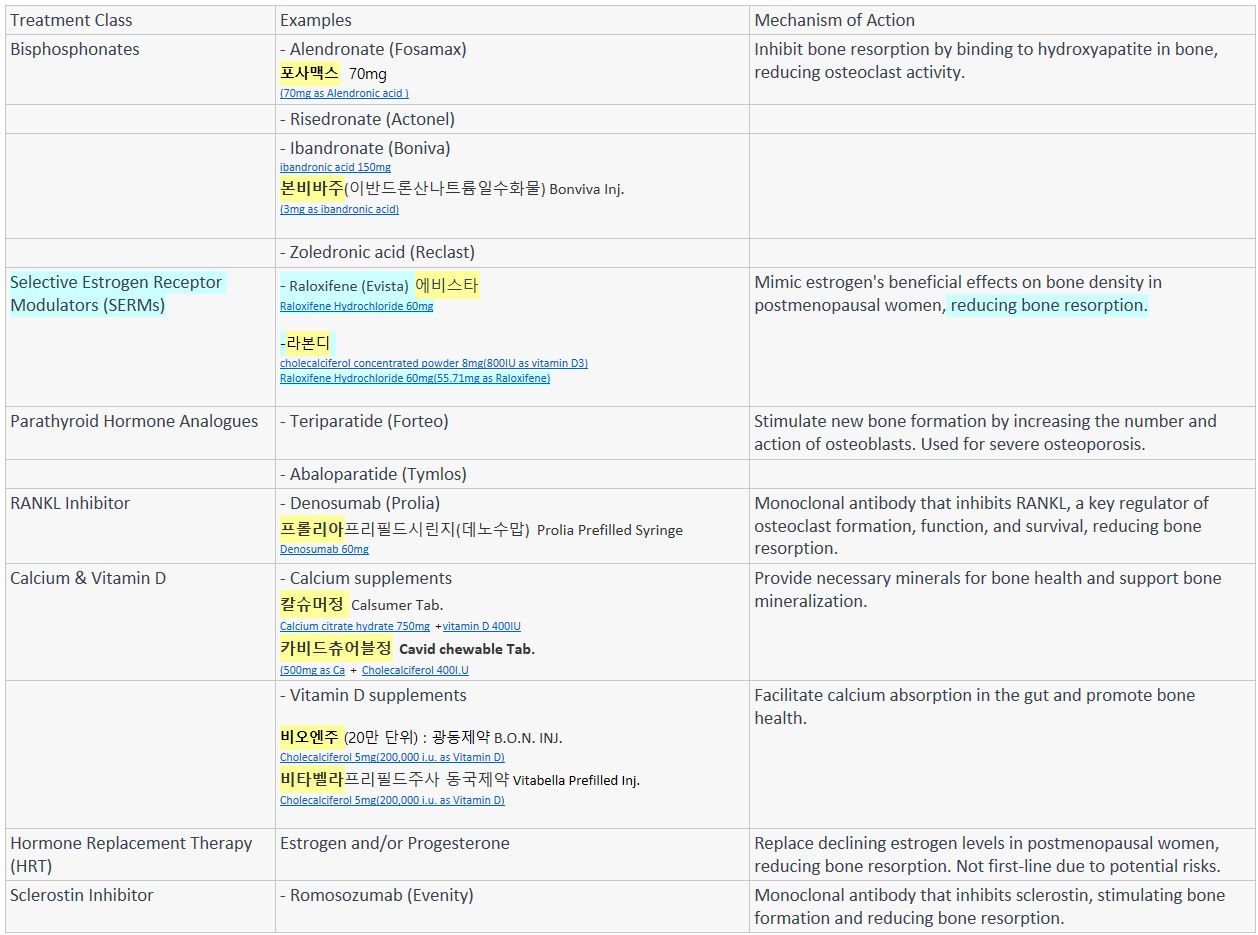 Treatment Class
Examples
Mechanism of Action
Bisphosphonates
- Alendronate (Fosamax)
포사맥스 70mg
(70mg as Alendronic acid )
Inhibit bone resorption by binding to hydroxyapatite in bone,
reducing osteoclast activity.
- Risedronate (Actonel)
- Ibandronate (Boniva)
ibandronic acid 150mg
본비바주(이반드론산나트륨일수화물) Bonviva Inj.
(3mg as ibandronic acid)
- Zoledronic acid (Reclast)
Selective Estrogen Receptor
Modulators (SERMs)
- Raloxifene (Evista) 에비스타
Raloxifene Hydrochloride 60mg
-라본디
cholecalciferol concentrated powder 8mg(800IU as vitamin D3)
Raloxifene Hydrochloride 60mg(55.71mg as Raloxifene)
Mimic estrogen's beneficial effects on bone density in
postmenopausal women, reducing bone resorption.
Parathyroid Hormone Analogues
- Teriparatide (Forteo)
Stimulate new bone formation by increasing the number and
action of osteoblasts. Used for severe osteoporosis.
- Abaloparatide (Tymlos)
RANKL Inhibitor
- Denosumab (Prolia)
프롤리아프리필드시린지(데노수맙) Prolia Prefilled Syringe
Denosumab 60mg
Monoclonal antibody that inhibits RANKL, a key regulator of
osteoclast formation, function, and survival, reducing bone
resorption.
Calcium & Vitamin D
- Calcium supplements
칼슈머정 Calsumer Tab.
Calcium citrate hydrate 750mg +vitamin D 400IU
카비드츄어블정 Cavid chewable Tab.
(500mg as Ca + Cholecalciferol 400I.U
Provide necessary minerals for bone health and support bone
mineralization.
- Vitamin D supplements
비오엔주 (20만 단위) : 광동제약 B.O.N. INJ.
Cholecalciferol 5mg(200,000 i.u. as Vitamin D)
비타벨라프리필드주사 동국제약 Vitabella Prefilled Inj.
Cholecalciferol 5mg(200,000 i.u. as Vitamin D)
Facilitate calcium absorption in the gut and promote bone
health.
Hormone Replacement Therapy
(HRT)
Estrogen and/or Progesterone
Replace declining estrogen levels in postmenopausal women,
reducing bone resorption. Not first-line due to potential risks.
Sclerostin Inhibitor
- Romosozumab (Evenity)
Monoclonal antibody that inhibits sclerostin, stimulating bone
formation and reducing bone resorption.